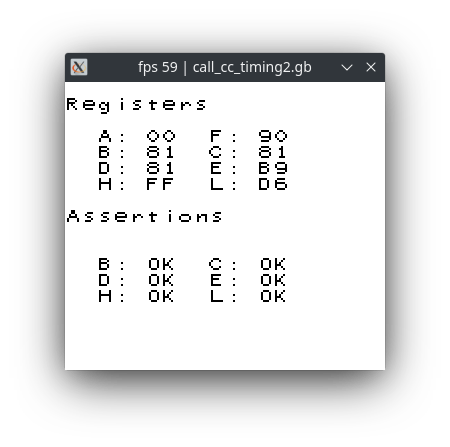 fps 59 | call_cc_timing2.gb
Registers
A: 00 F: 90
B: 81 C: 81
D: 81 E: B9
H: FF L: D6
Assertions
B: OK C: OK
D: OK E: OK
H: OK L: OK